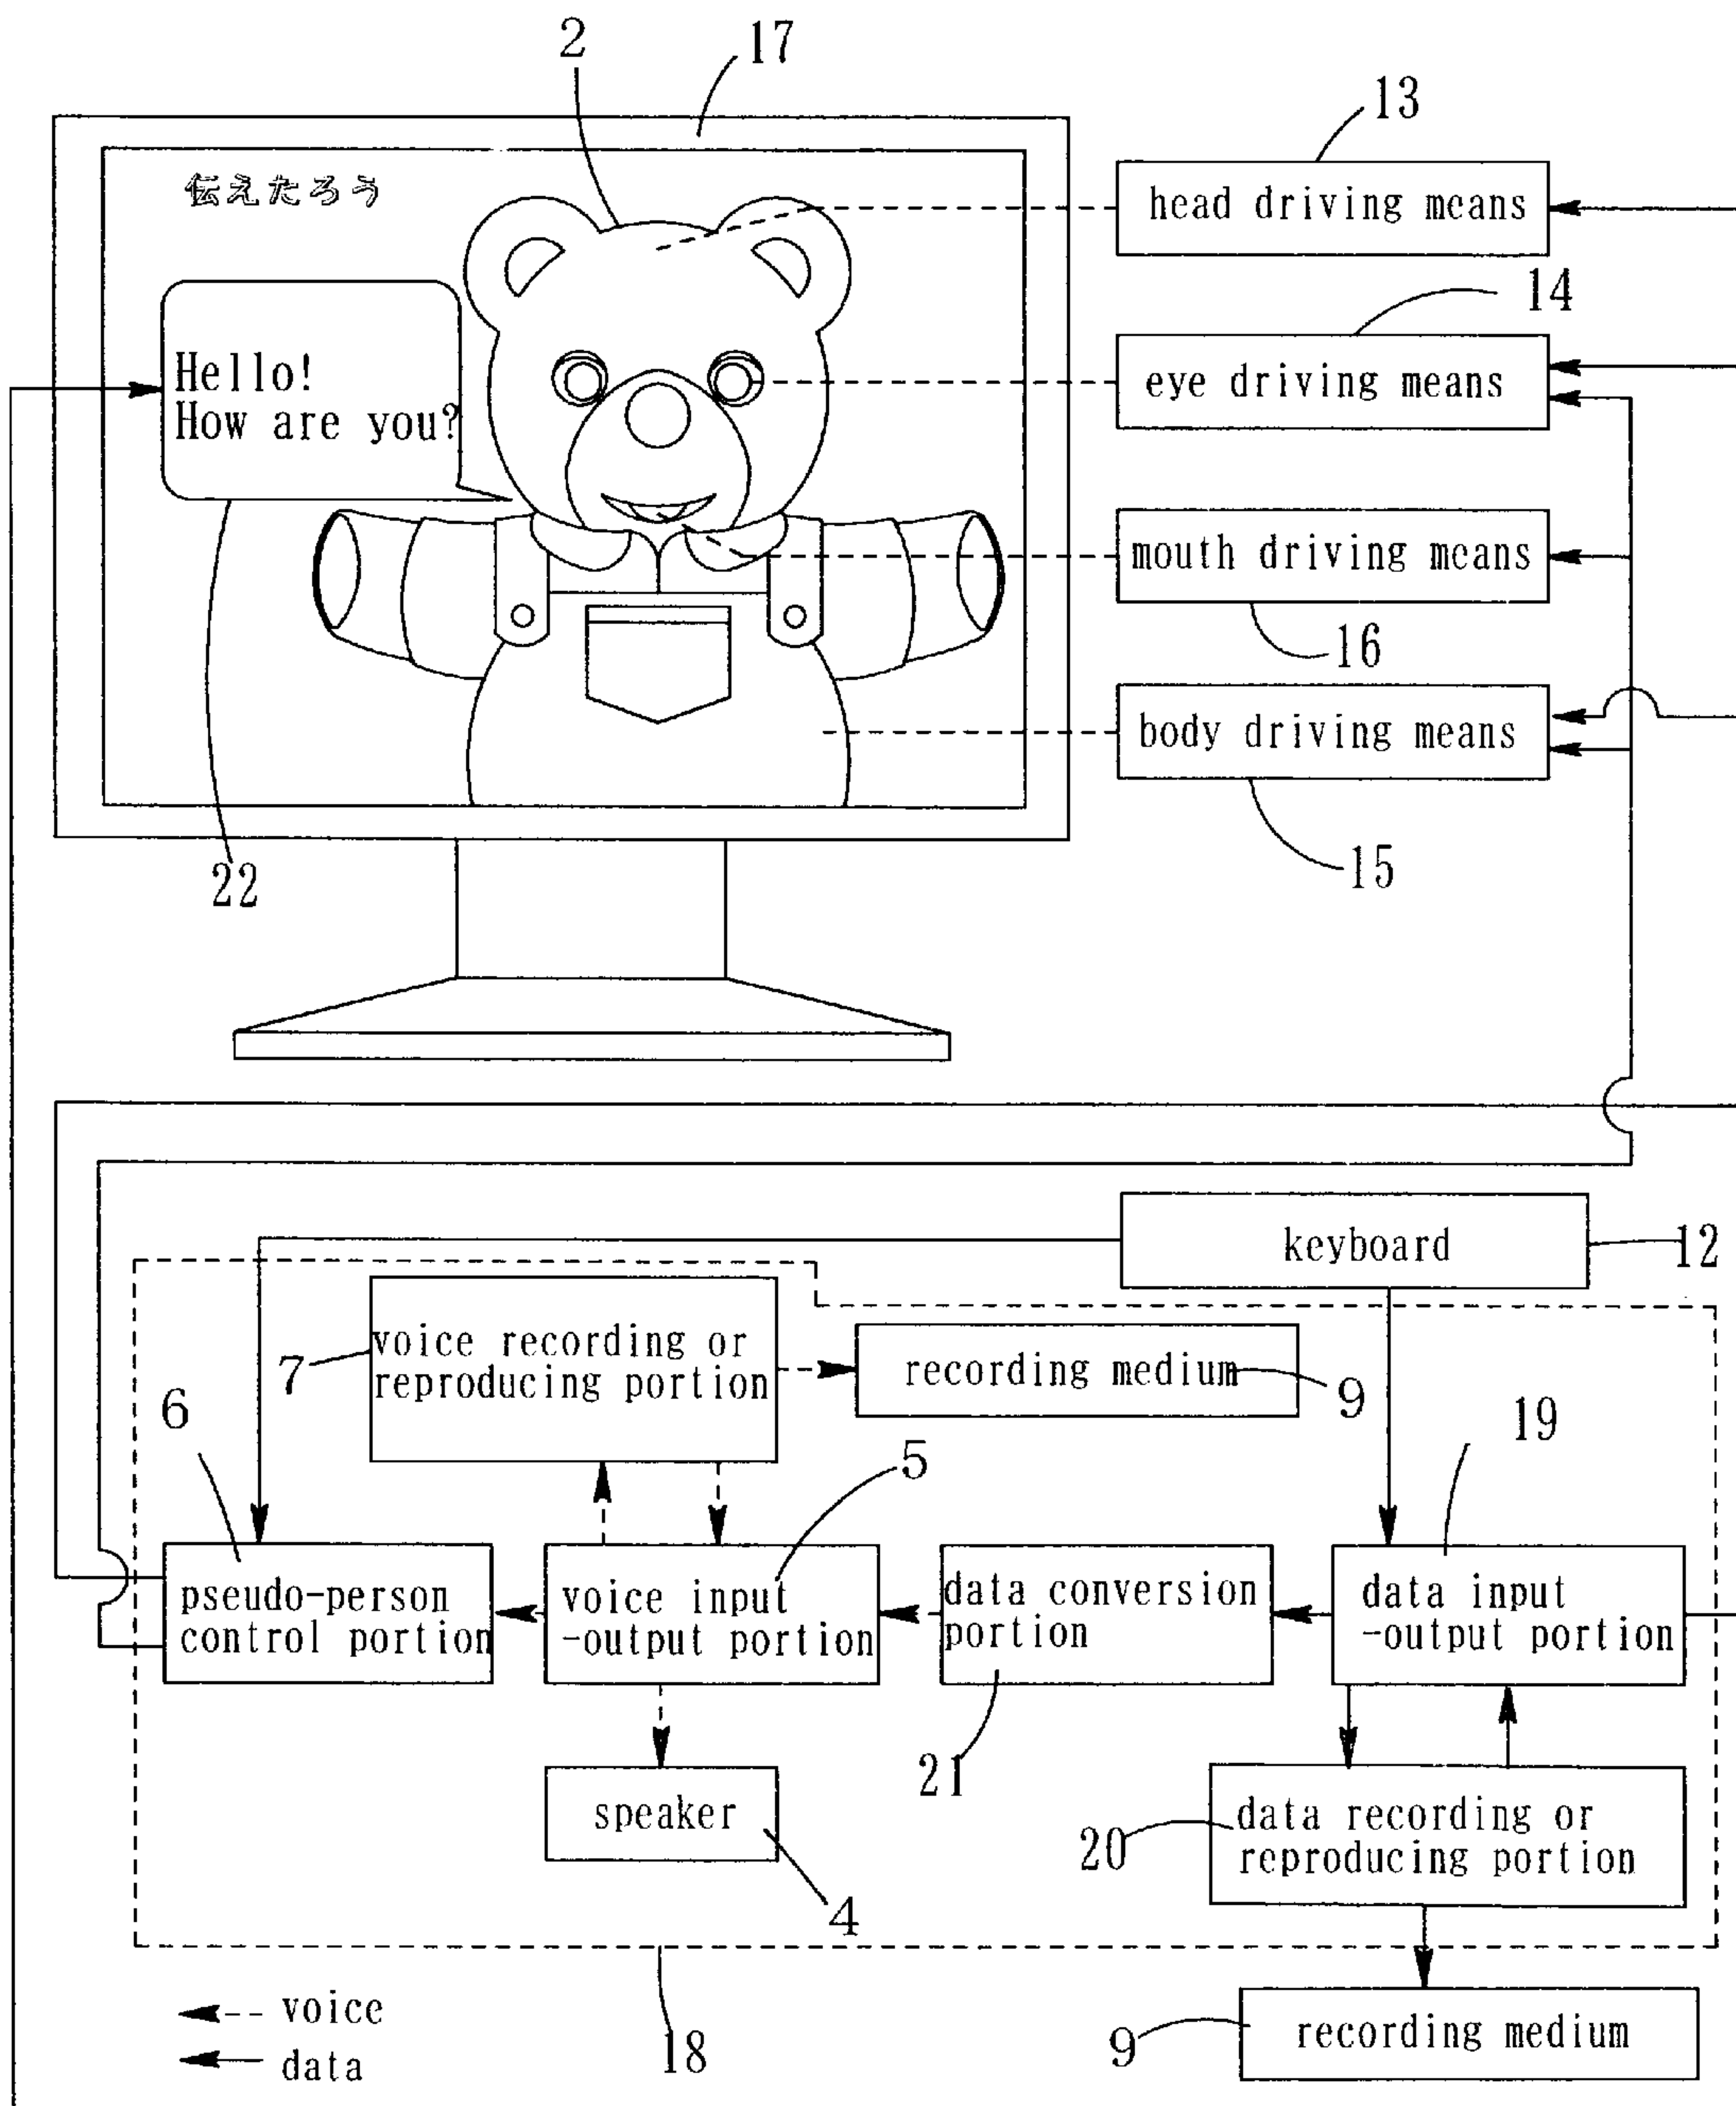 2
17
13
伝えたろう
head driving means
14
Hello!
How are you?
eye driving means
mouth driving means
16
body driving means
15
22
keyboard
12
voice recording or
reproducing portion
7
recording medium
9
6
19
5
pseudo-person
control portion
voice input
-output portion
data conversion
portion
data input
-output portion
21
speaker
4
20
data recording or
reproducing portion
voice
data
18
9
recording medium